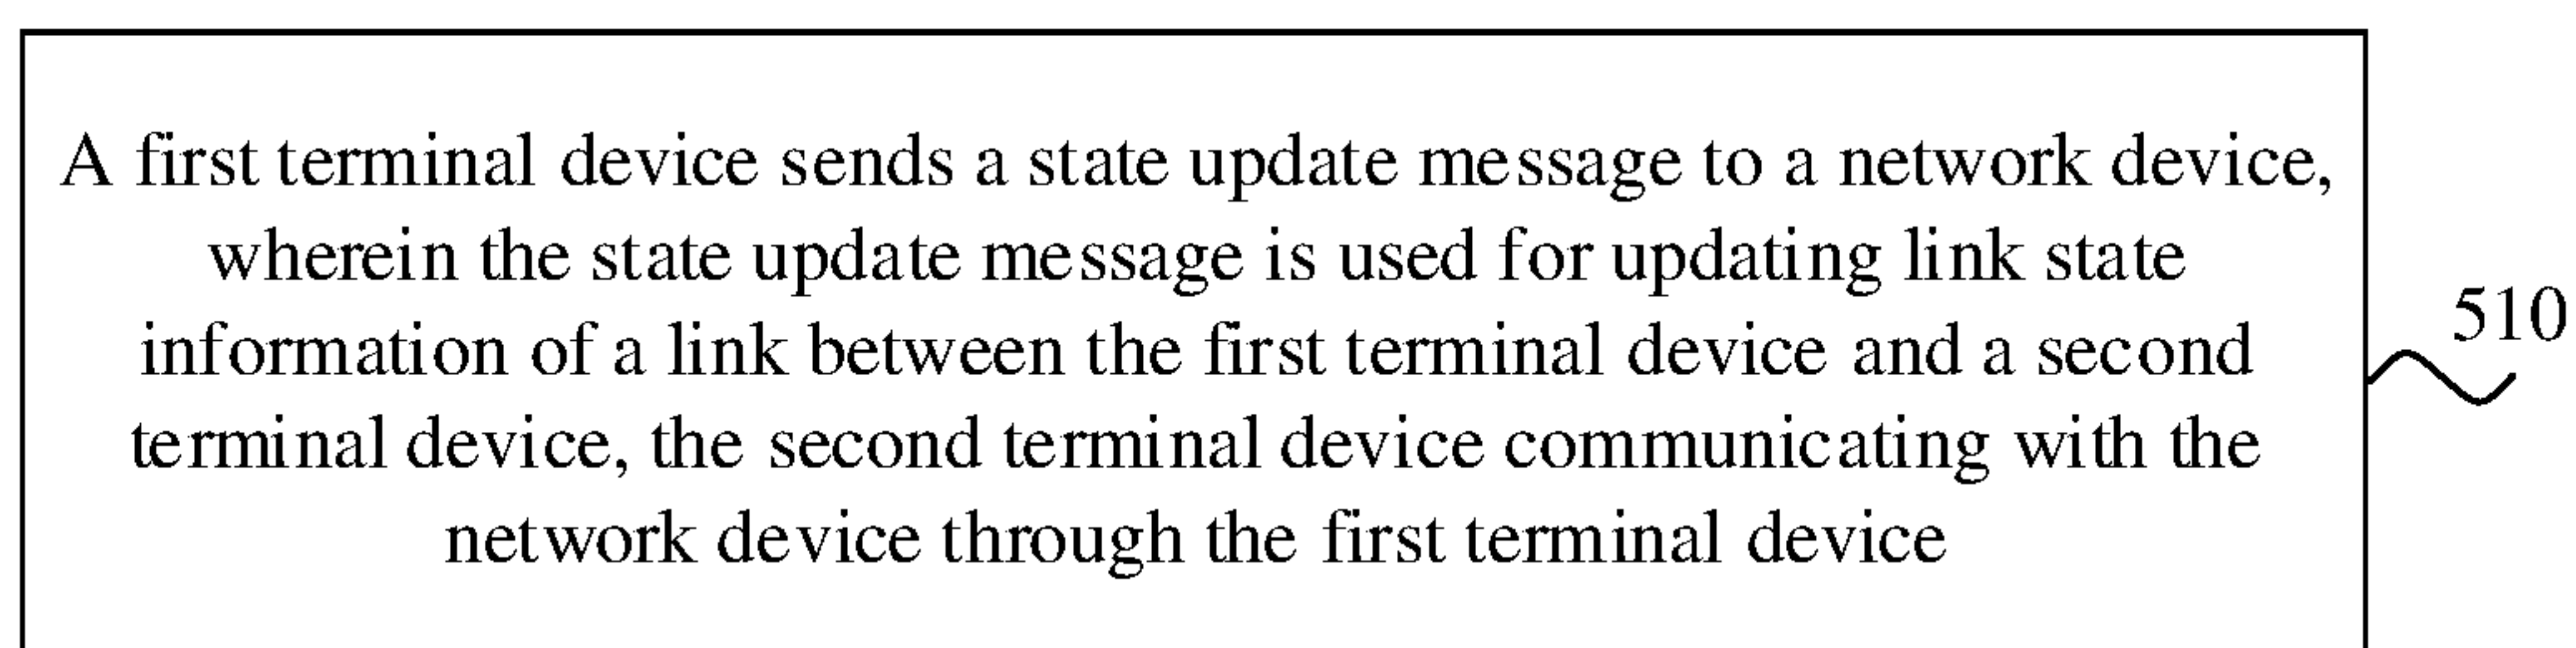 A first terminal device sends a state update message to a network device,
wherein the state update message is used for updating link state
information of a link between the first terminal device and a second
terminal device, the second terminal device communicating with the
network device through the first terminal device
510